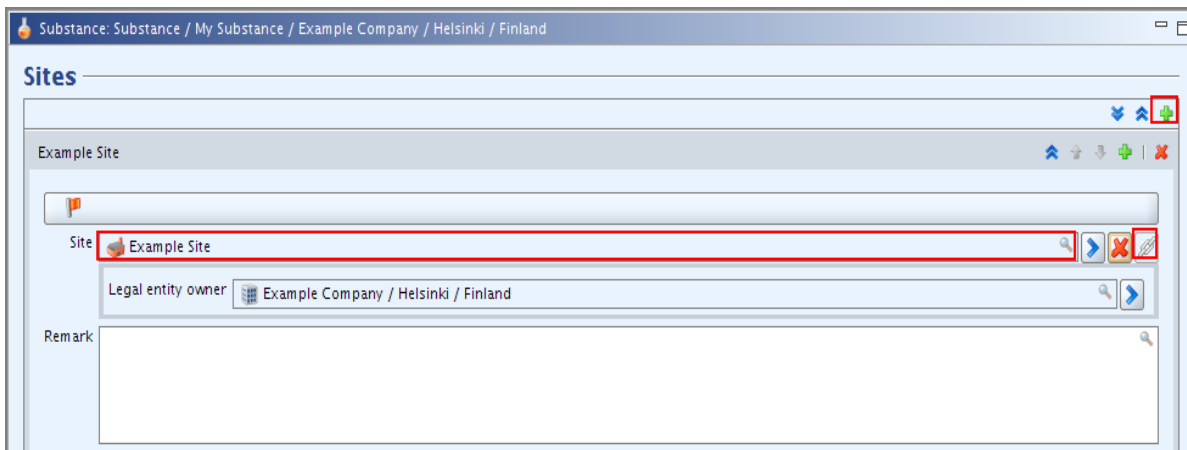 Substance: Substance / My Substance / Example Company / Helsinki / Finland
Sites
Example Site
Site Example Site
Legal entity owner Example Company / Helsinki / Finland
Remark